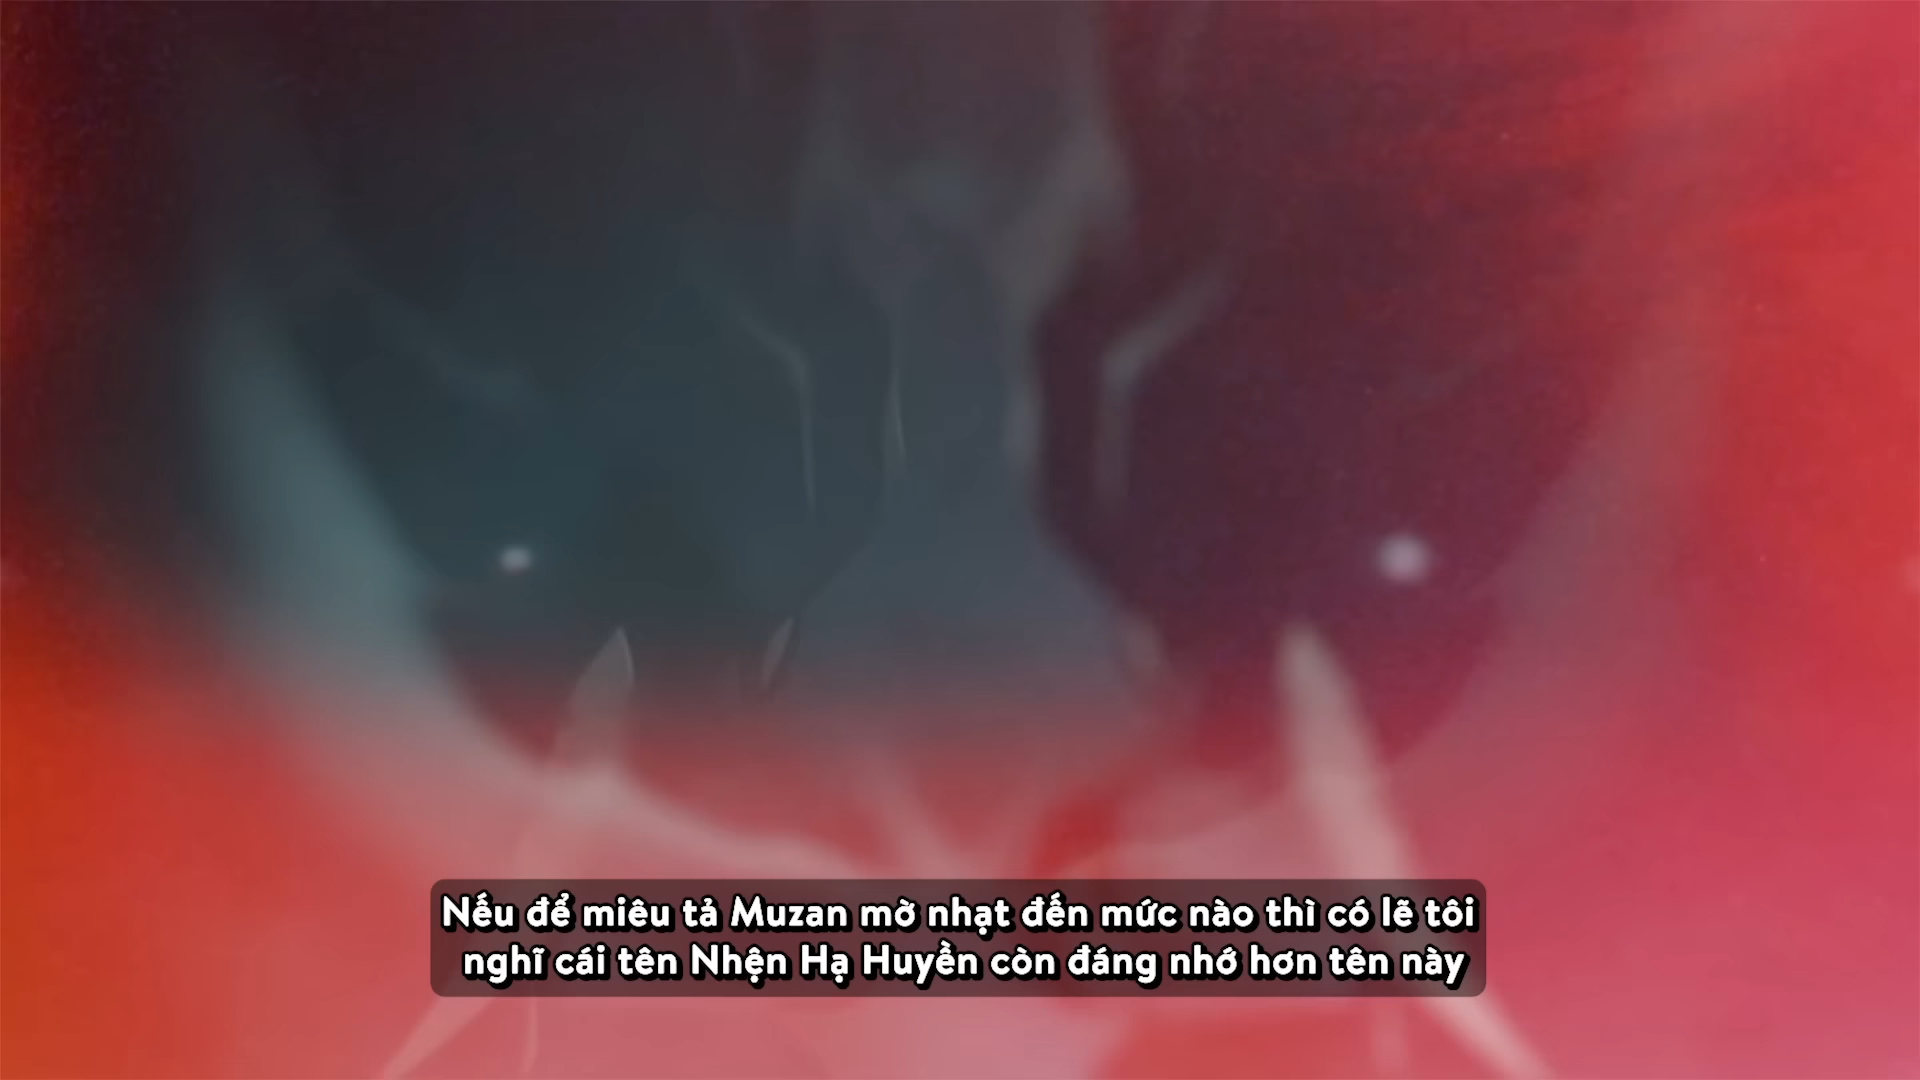 Nếu để miêu tả Muzan mờ nhạt đến mức nào thì có lẽ tôi
nghĩ cái tên Nhện Hạ Huyền còn đáng nhớ hơn tên này